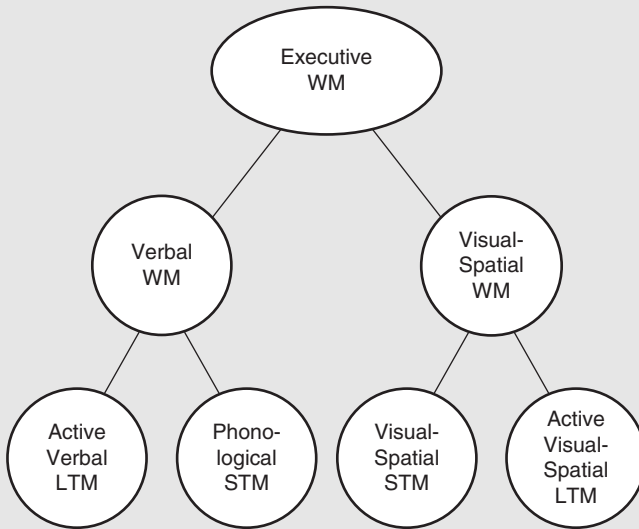 Executive
WM
Verbal
WM
Visual-
Spatial
WM
Active
Verbal
LTM
Phono-
logical
STM
Visual-
Spatial
STM
Active
Visual-
Spatial
LTM